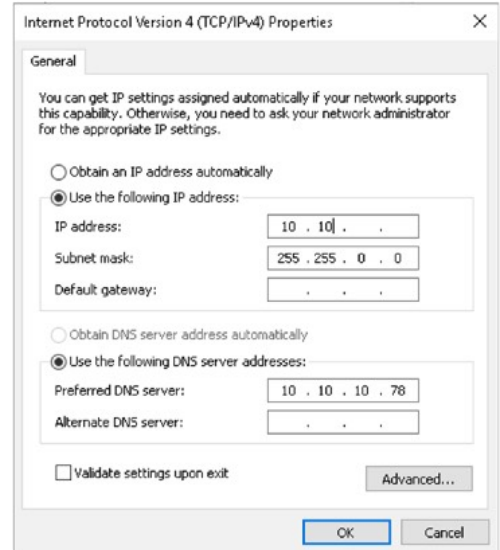 Internet Protocol Version 4 (TCP/IPv4) Properties
General
You can get IP settings assigned automatically if your network supports
this capability. Otherwise, you need to ask your network administrator
for the appropriate IP settings.
Obtain an IP address automatically
Use the following IP address:
IP address: 10 . 10 . .
Subnet mask: 255 . 255 . 0 . 0
Default gateway: . . .
Obtain DNS server address automatically
Use the following DNS server addresses:
Preferred DNS server: 10 . 10 . 10 . 78
Alternate DNS server: . . .
Validate settings upon exit
Advanced...
OK Cancel